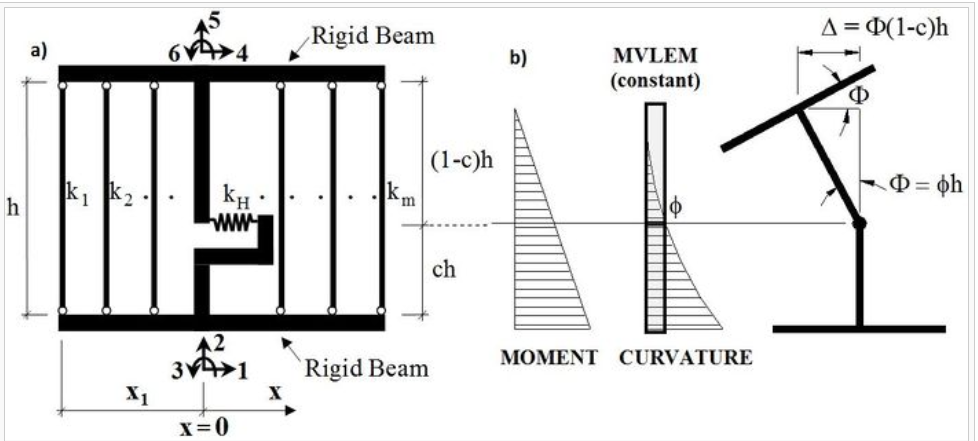 a)
5
6
4
Rigid Beam
h
k1
k2
. .
kH
. . . .
km
(1-c)h
ch
2
3
1
Rigid Beam
x1
x
x=0
b)
MVLEM
(constant)
Δ = Φ(1-c)h
Φ
ϕ
Φ = ϕh
MOMENT
CURVATURE